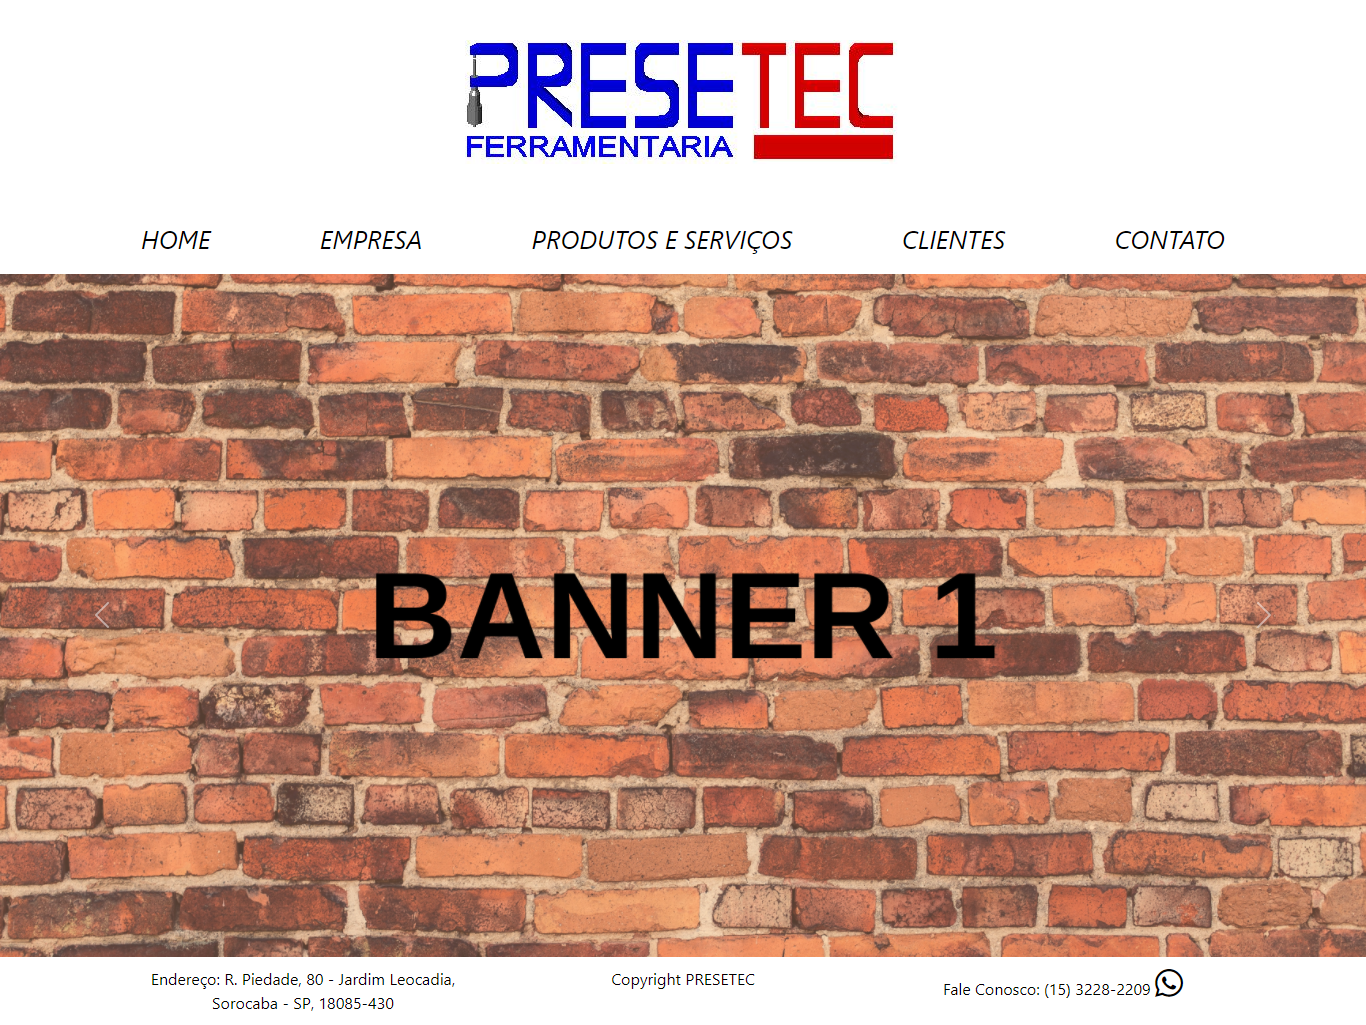 PRESETEC
FERRAMENTARIA
HOME EMPRESA PRODUTOS E SERVIÇOS CLIENTES CONTATO
BANNER 1
Endereço: R. Piedade, 80 - Jardim Leocadia,
Sorocaba - SP, 18085-430
Copyright PRESETEC
Fale Conosco: (15) 3228-2209